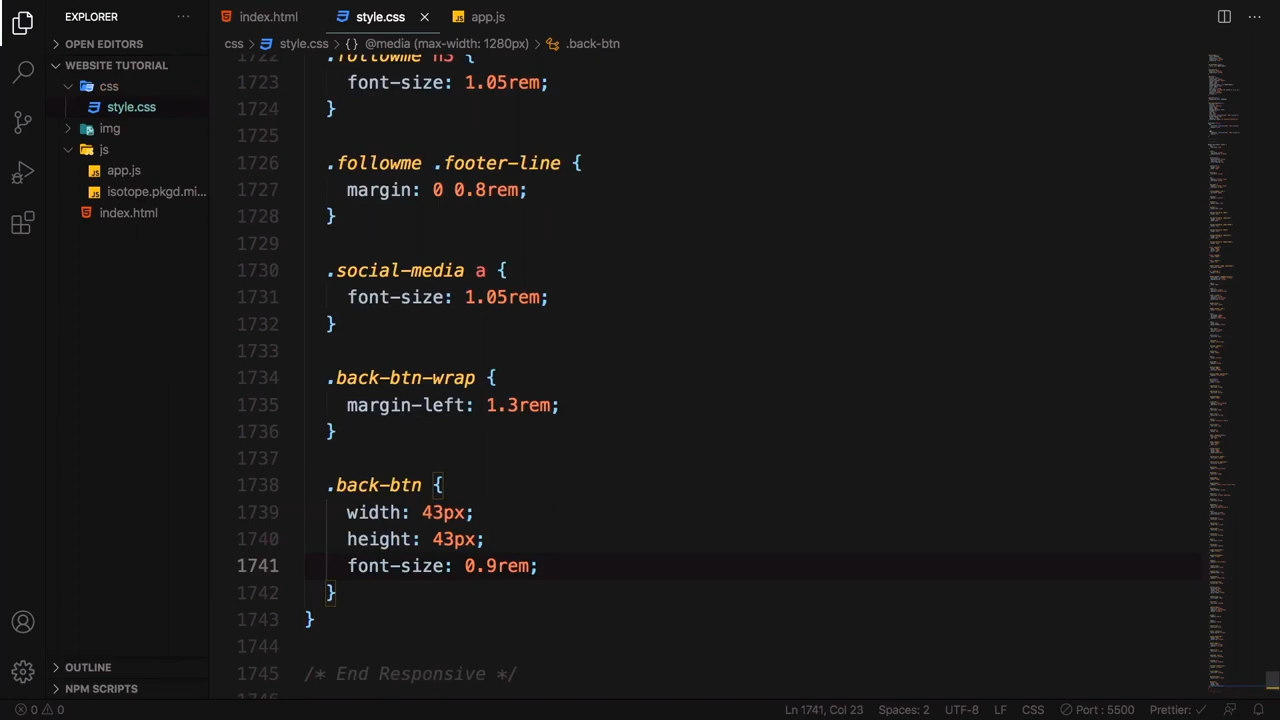 EXPLORER
index.html
style.css
app.js
OPEN EDITORS
css > style.css > {} @media (max-width: 1280px) > .back-btn
WEBSITE TUTORIAL
css
style.css
img
js
app.js
isotope.pkgd.mi...
index.html
OUTLINE
NPM SCRIPTS
1722 .followme h3 {
1723 font-size: 1.05rem;
1724 }
1725
1726 .followme .footer-line {
1727 margin: 0 0.8rem;
1728 }
1729
1730 .social-media a {
1731 font-size: 1.05rem;
1732 }
1733
1734 .back-btn-wrap {
1735 margin-left: 1.3rem;
1736 }
1737
1738 .back-btn {
1739 width: 43px;
1740 height: 43px;
1741 font-size: 0.9rem;
1742 }
1743 }
1744
1745 /* End Responsive *
1746
0 0
Ln 1741, Col 23
Spaces: 2
UTF-8
LF
CSS
Port : 5500
Prettier: